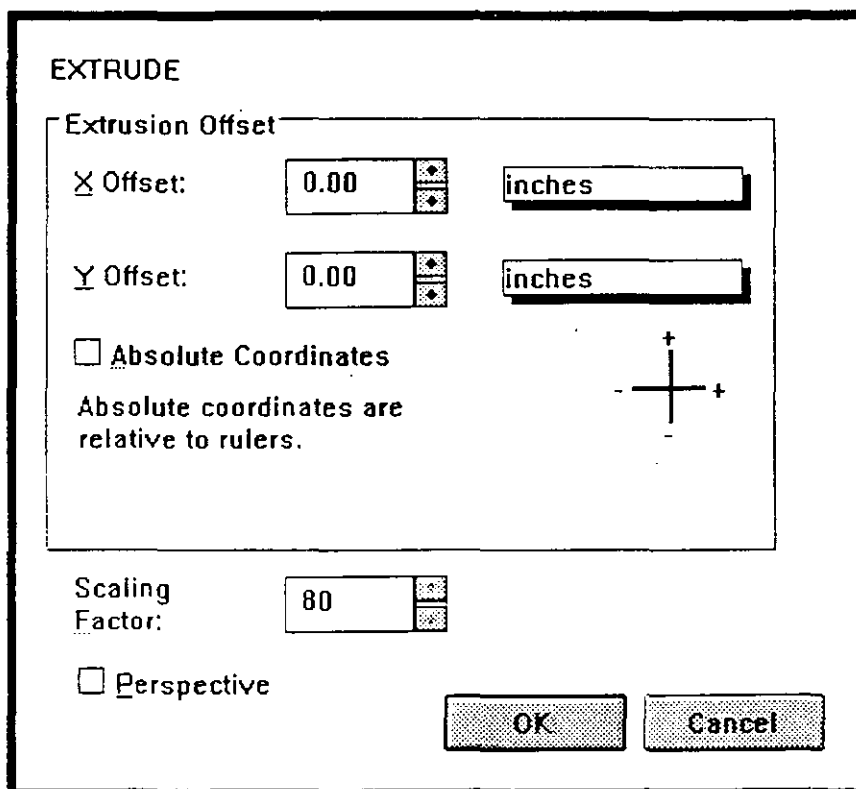 EXTRUDE
Extrusion Offset
X Offset: 0.00 inches
Y Offset: 0.00 inches
Absolute Coordinates
Absolute coordinates are
relative to rulers.
+
- +
-
Scaling
Factor: 80
Perspective
OK Cancel